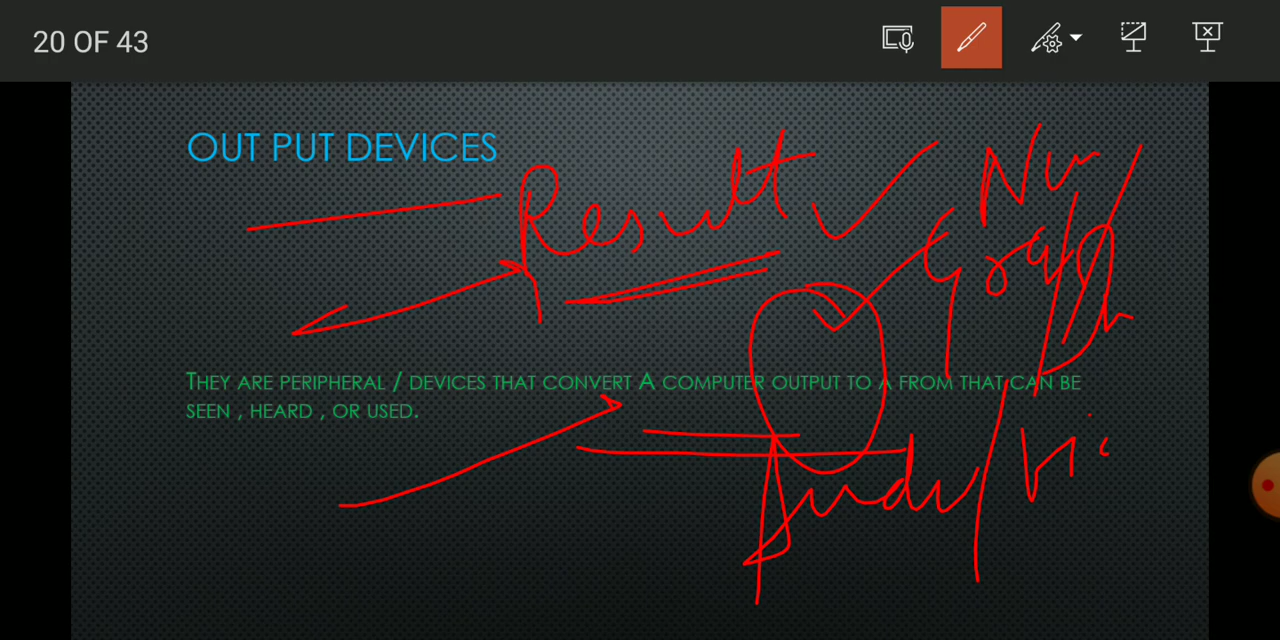 20 OF 43
OUT PUT DEVICES
Result
THEY ARE PERIPHERAL / DEVICES THAT CONVERT A COMPUTER OUTPUT TO A FROM THAT CAN BE
SEEN , HEARD , OR USED.